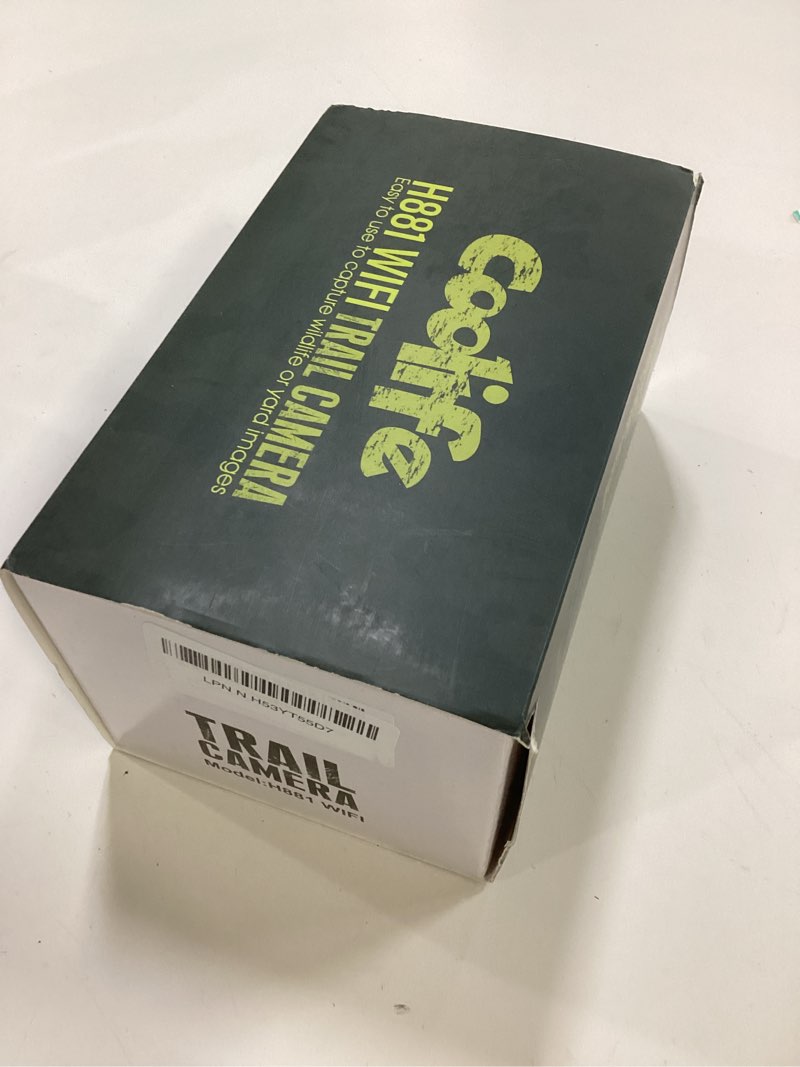 Coolife
H881 WIFI TRAIL CAMERA
Easy to use to capture wildlife or yard images
LPN N H53YT55D7
TRAIL
CAMERA
Model:H881 WIFI